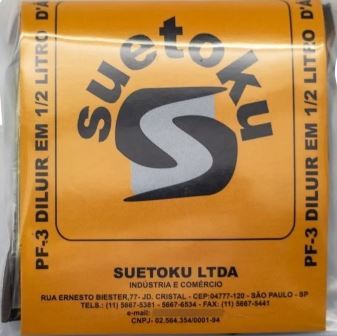 suetoku
S
PF-3 DILUIR EM 1/2 LITRO D'Á
PF-3 DILUIR EM 1/2 LITRO D'Á
SUETOKU LTDA
INDÚSTRIA E COMÉRCIO
RUA ERNESTO BIESTER,77- JD. CRISTAL - CEP:04777-120 - SÃO PAULO - SP
TELS.: (11) 5667-5381 - 5667-6534 - FAX: (11) 5667-5441
e-mail:
CNPJ- 02.564.354/0001-94